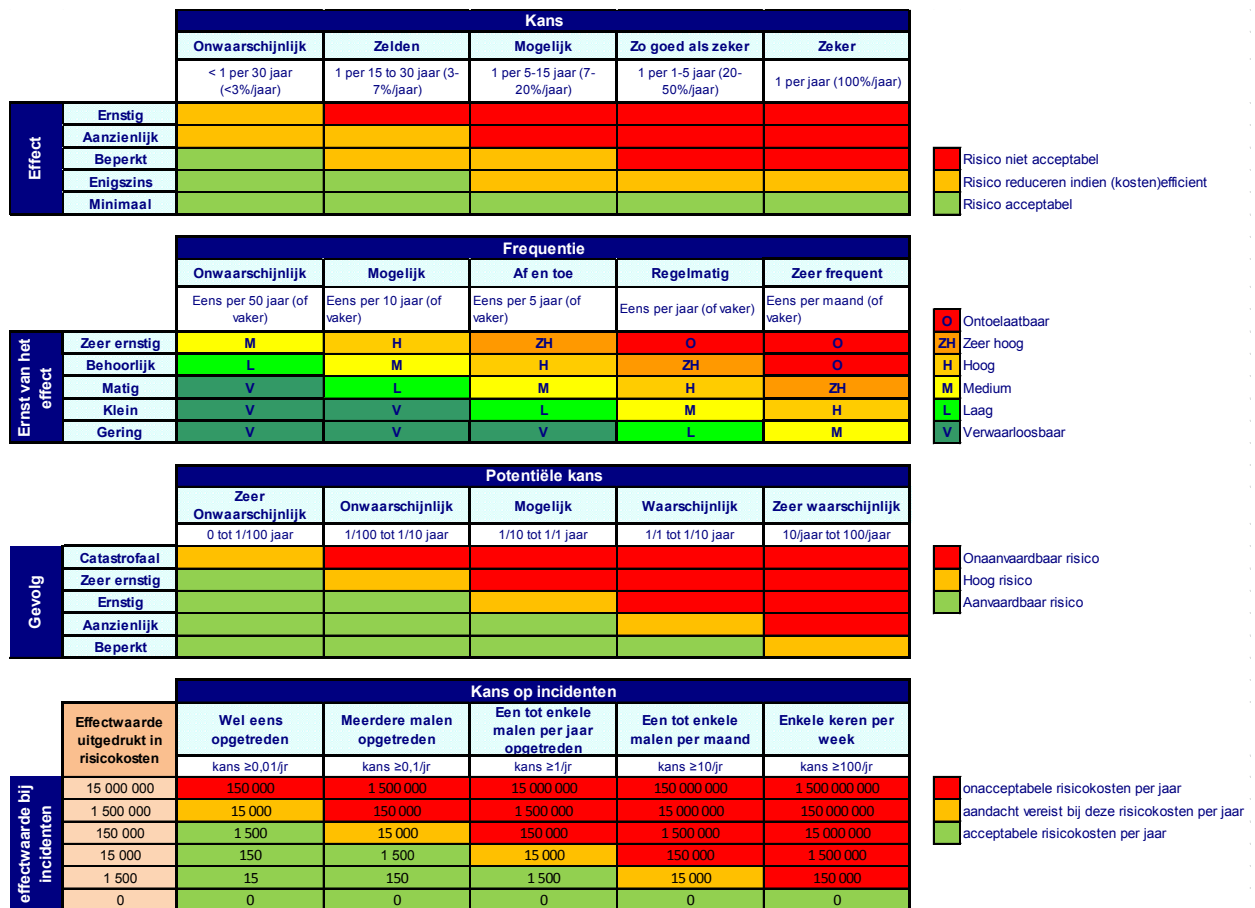 Kans
Onwaarschijnlijk Zelden Mogelijk Zo goed als zeker Zeker
< 1 per 30 jaar (<3%/jaar) 1 per 15 to 30 jaar (3-7%/jaar) 1 per 5-15 jaar (7-20%/jaar) 1 per 1-5 jaar (20-50%/jaar) 1 per jaar (100%/jaar)
Effect
Ernstig
Aanzienlijk
Beperkt
Enigszins
Minimaal
Risico niet acceptabel
Risico reduceren indien (kosten)efficient
Risico acceptabel
Frequentie
Onwaarschijnlijk Mogelijk Af en toe Regelmatig Zeer frequent
Eens per 50 jaar (of vaker) Eens per 10 jaar (of vaker) Eens per 5 jaar (of vaker) Eens per jaar (of vaker) Eens per maand (of vaker)
Ernst van het effect
Zeer ernstig M H ZH O O
Behoorlijk L M H ZH O
Matig V L M H ZH
Klein V V L M H
Gering V V V L M
O Ontoelaatbaar
ZH Zeer hoog
H Hoog
M Medium
L Laag
V Verwaarloosbaar
Potentiële kans
Zeer Onwaarschijnlijk Onwaarschijnlijk Mogelijk Waarschijnlijk Zeer waarschijnlijk
0 tot 1/100 jaar 1/100 tot 1/10 jaar 1/10 tot 1/1 jaar 1/1 tot 1/10 jaar 10/jaar tot 100/jaar
Gevolg
Catastrofaal
Zeer ernstig
Ernstig
Aanzienlijk
Beperkt
Onaanvaardbaar risico
Hoog risico
Aanvaardbaar risico
Kans op incidenten
Effectwaarde uitgedrukt in risicokosten Wel eens opgetreden Meerdere malen opgetreden Een tot enkele malen per jaar opgetreden Een tot enkele malen per maand Enkele keren per week
kans ≥0,01/jr kans ≥0,1/jr kans ≥1/jr kans ≥10/jr kans ≥100/jr
effectwaarde bij incidenten
15 000 000 150 000 1 500 000 15 000 000 150 000 000 1 500 000 000
1 500 000 15 000 150 000 1 500 000 15 000 000 150 000 000
150 000 1 500 15 000 150 000 1 500 000 15 000 000
15 000 150 1 500 15 000 150 000 1 500 000
1 500 15 150 1 500 15 000 150 000
0 0 0 0 0 0
onacceptabele risicokosten per jaar
aandacht vereist bij deze risicokosten per jaar
acceptabele risicokosten per jaar